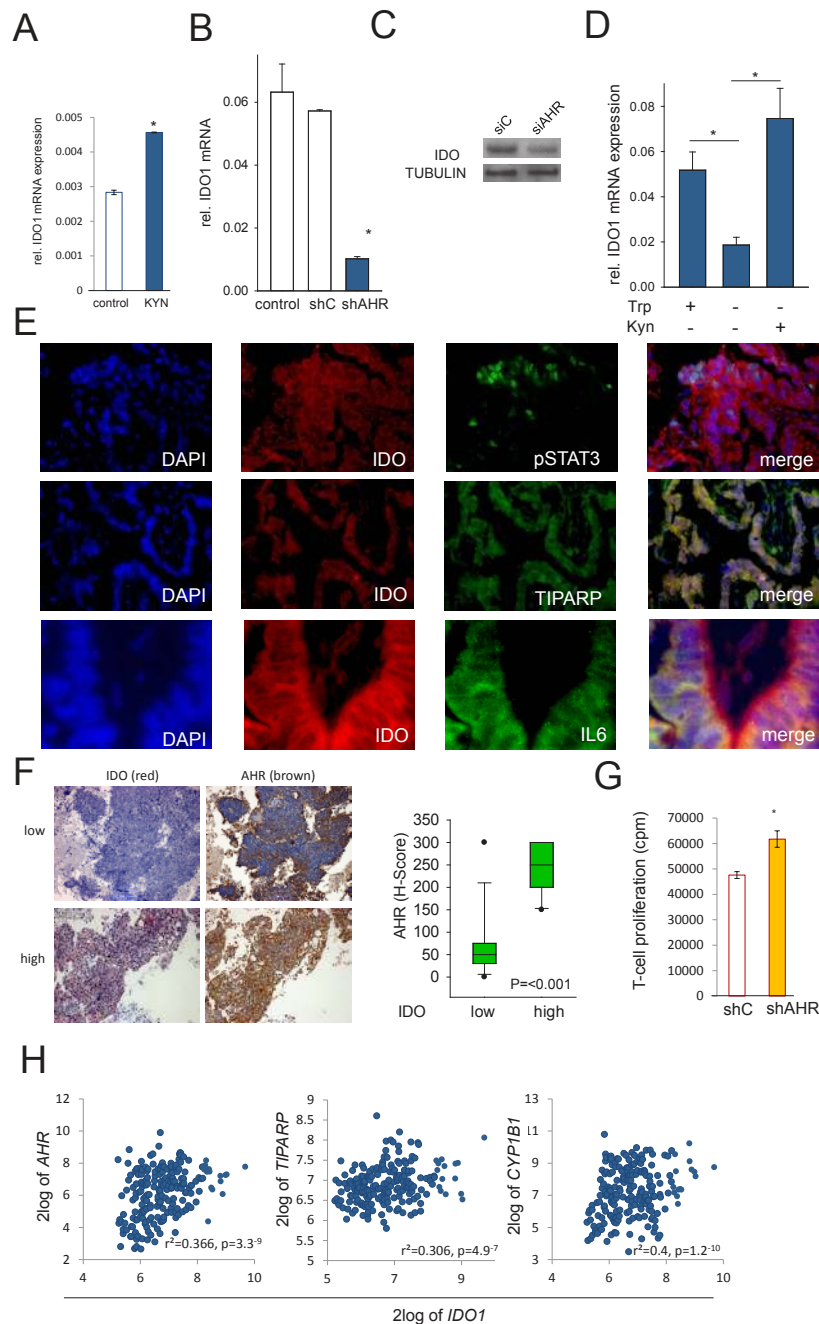 A
rel. IDO1 mRNA expression
0.005
0.004
0.003
0.002
0.001
0
*
control KYN
B
rel. IDO1 mRNA
0.06
0.04
0.02
0.00
*
control shC shAHR
C
siC siAHR
IDO
TUBULIN
D
rel. IDO1 mRNA expression
0.08
0.06
0.04
0.02
0.00
*
*
Trp + - -
Kyn - - +
E
DAPI IDO pSTAT3 merge
DAPI IDO TIPARP merge
DAPI IDO IL6 merge
F
IDO (red) AHR (brown)
low
high
AHR (H-Score)
350
300
250
200
150
100
50
0
P=<0.001
IDO low high
G
T-cell proliferation (cpm)
70000
60000
50000
40000
30000
20000
10000
0
*
shC shAHR
H
2log of AHR
12
10
8
6
4
2
r²=0.366, p=3.3⁻⁹
4 6 8 10
2log of TIPARP
9
8.5
8
7.5
7
6.5
6
5.5
5
r²=0.306, p=4.9⁻⁷
5 7 9
2log of CYP1B1
13
11
9
7
5
3
r²=0.4, p=1.2⁻¹⁰
4 6 8 10
2log of IDO1